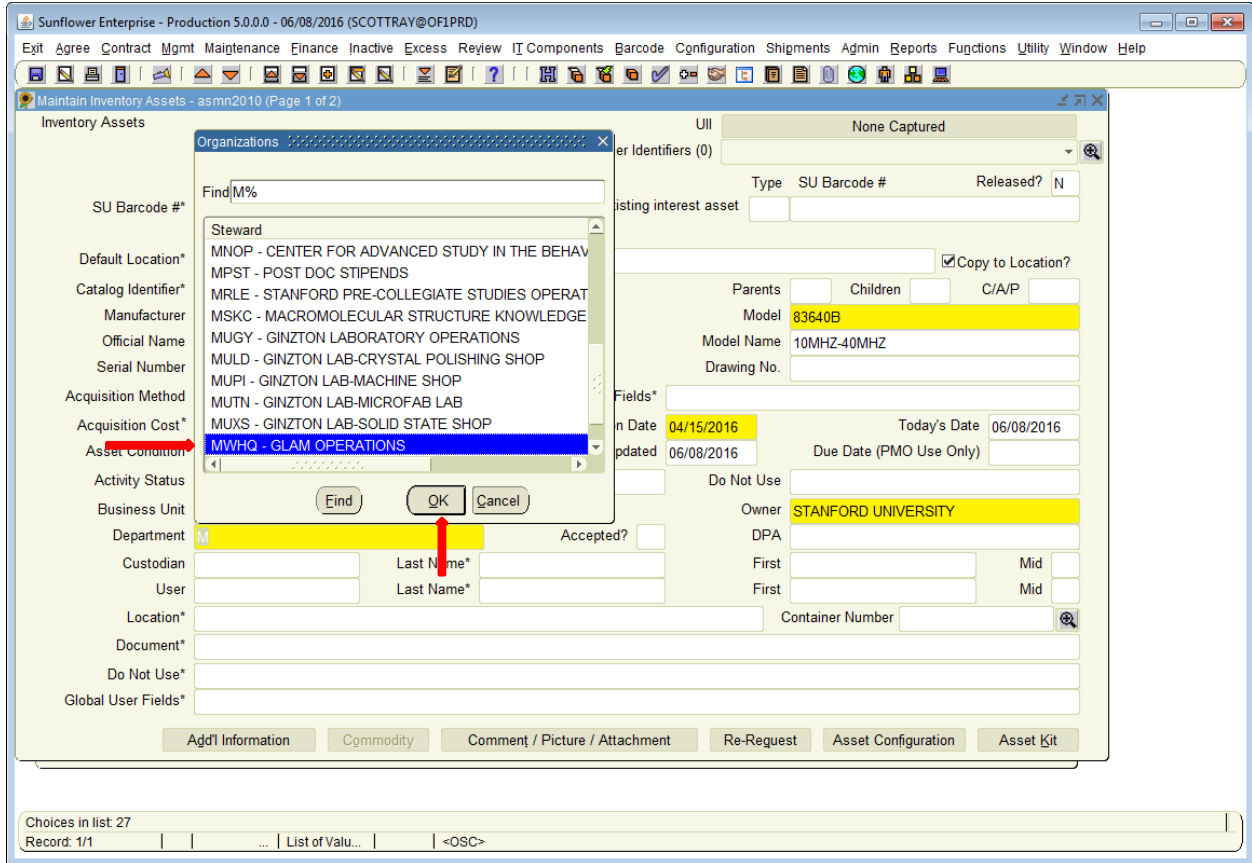 Sunflower Enterprise - Production 5.0.0.0 - 06/08/2016 (SCOTTRAY@OF1PRD)
Exit Agree Contract Mgmt Maintenance Finance Inactive Excess Review IT Components Barcode Configuration Shipments Admin Reports Functions Utility Window Help
Maintain Inventory Assets - asmn2010 (Page 1 of 2)
Inventory Assets
UII None Captured
Organizations
er Identifiers (0)
Find M%
Type SU Barcode # Released? N
SU Barcode #* isting interest asset
Steward
MNOP - CENTER FOR ADVANCED STUDY IN THE BEHAV
Default Location* Copy to Location?
MPST - POST DOC STIPENDS
MRLE - STANFORD PRE-COLLEGIATE STUDIES OPERAT
Catalog Identifier* Parents Children C/A/P
MSKC - MACROMOLECULAR STRUCTURE KNOWLEDGE
Manufacturer Model 83640B
MUGY - GINZTON LABORATORY OPERATIONS
Official Name Model Name 10MHZ-40MHZ
MULD - GINZTON LAB-CRYSTAL POLISHING SHOP
Serial Number Drawing No.
MUPI - GINZTON LAB-MACHINE SHOP
Acquisition Method Fields*
MUTN - GINZTON LAB-MICROFAB LAB
MUXS - GINZTON LAB-SOLID STATE SHOP
Acquisition Cost* n Date 04/15/2016 Today's Date 06/08/2016
MWHQ - GLAM OPERATIONS
Asset Condition pdated 06/08/2016 Due Date (PMO Use Only)
Activity Status Do Not Use
Find OK Cancel
Business Unit Owner STANFORD UNIVERSITY
Department M Accepted? DPA
Custodian Last Name* First Mid
User Last Name* First Mid
Location* Container Number
Document*
Do Not Use*
Global User Fields*
Add'l Information Commodity Comment / Picture / Attachment Re-Request Asset Configuration Asset Kit
Choices in list: 27
Record: 1/1 ... List of Valu... <OSC>